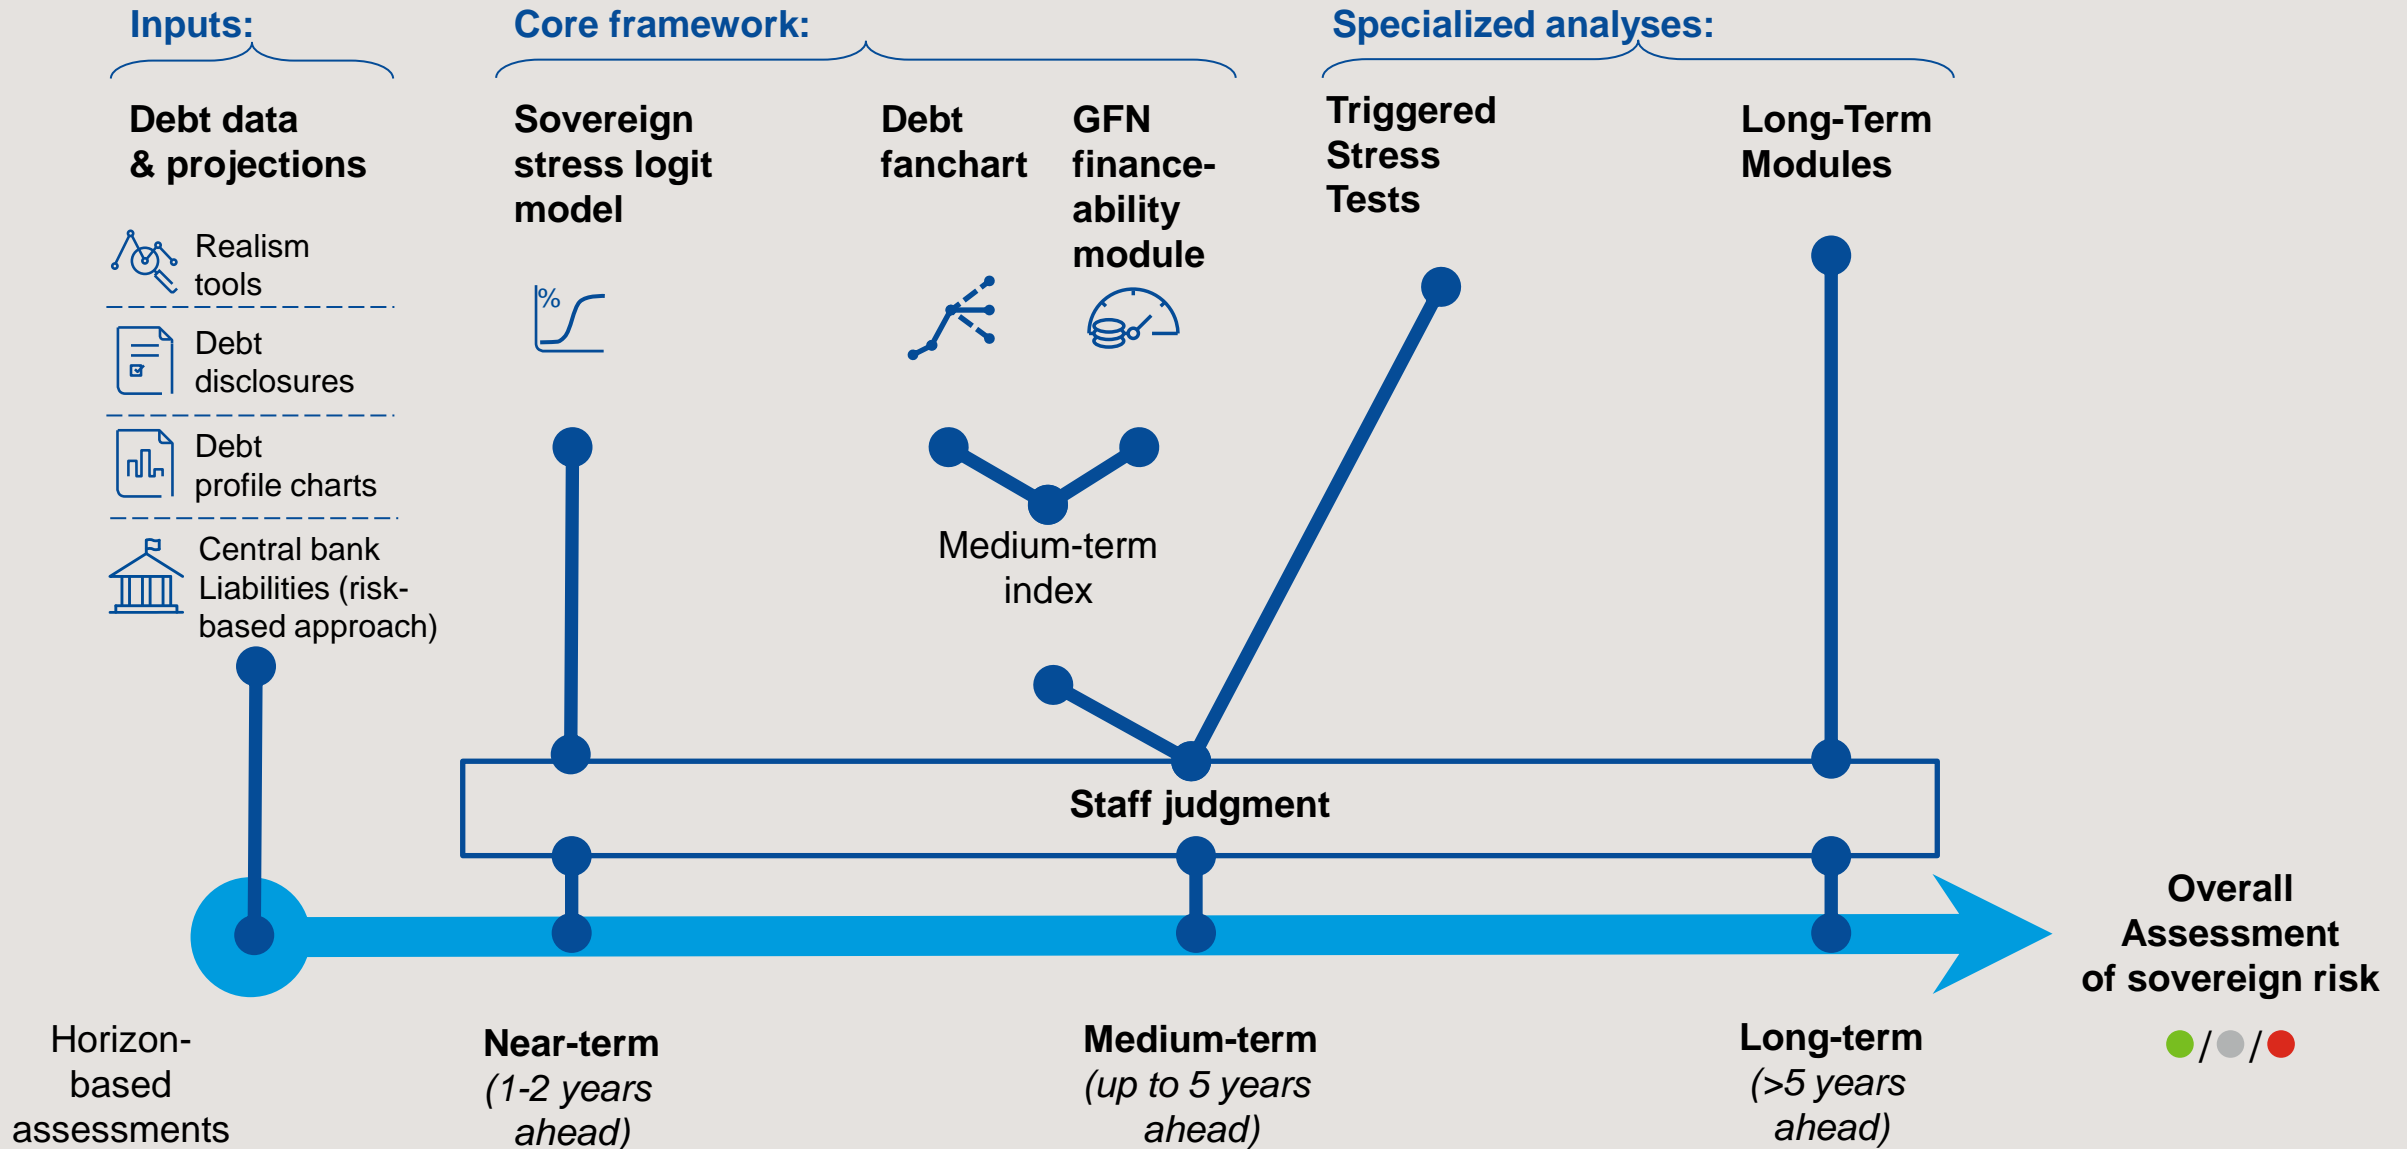 Inputs:
Core framework:
Specialized analyses:
Debt data
& projections
Realism
tools
Debt
disclosures
Debt
profile charts
Central bank
Liabilities (risk-
based approach)
Sovereign
stress logit
model
%
Debt
fanchart
GFN
finance-
ability
module
Medium-term
index
Triggered
Stress
Tests
Long-Term
Modules
Staff judgment
Horizon-
based
assessments
Near-term
(1-2 years
ahead)
Medium-term
(up to 5 years
ahead)
Long-term
(>5 years
ahead)
Overall
Assessment
of sovereign risk
/ /